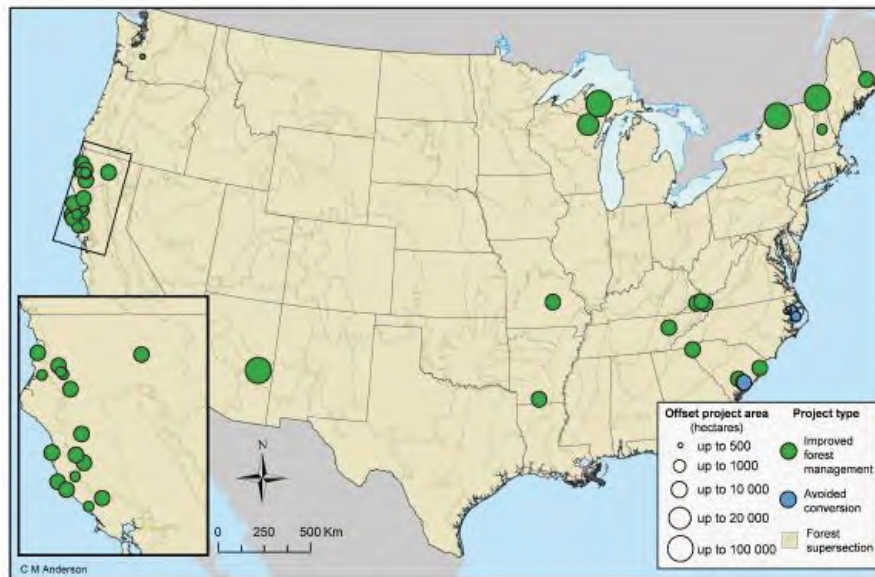 N
0 250 500 Km
C M Anderson
Offset project area
(hectares)
up to 500
up to 1000
up to 10 000
up to 20 000
up to 100 000
Project type
Improved
forest
management
Avoided
conversion
Forest
supersection